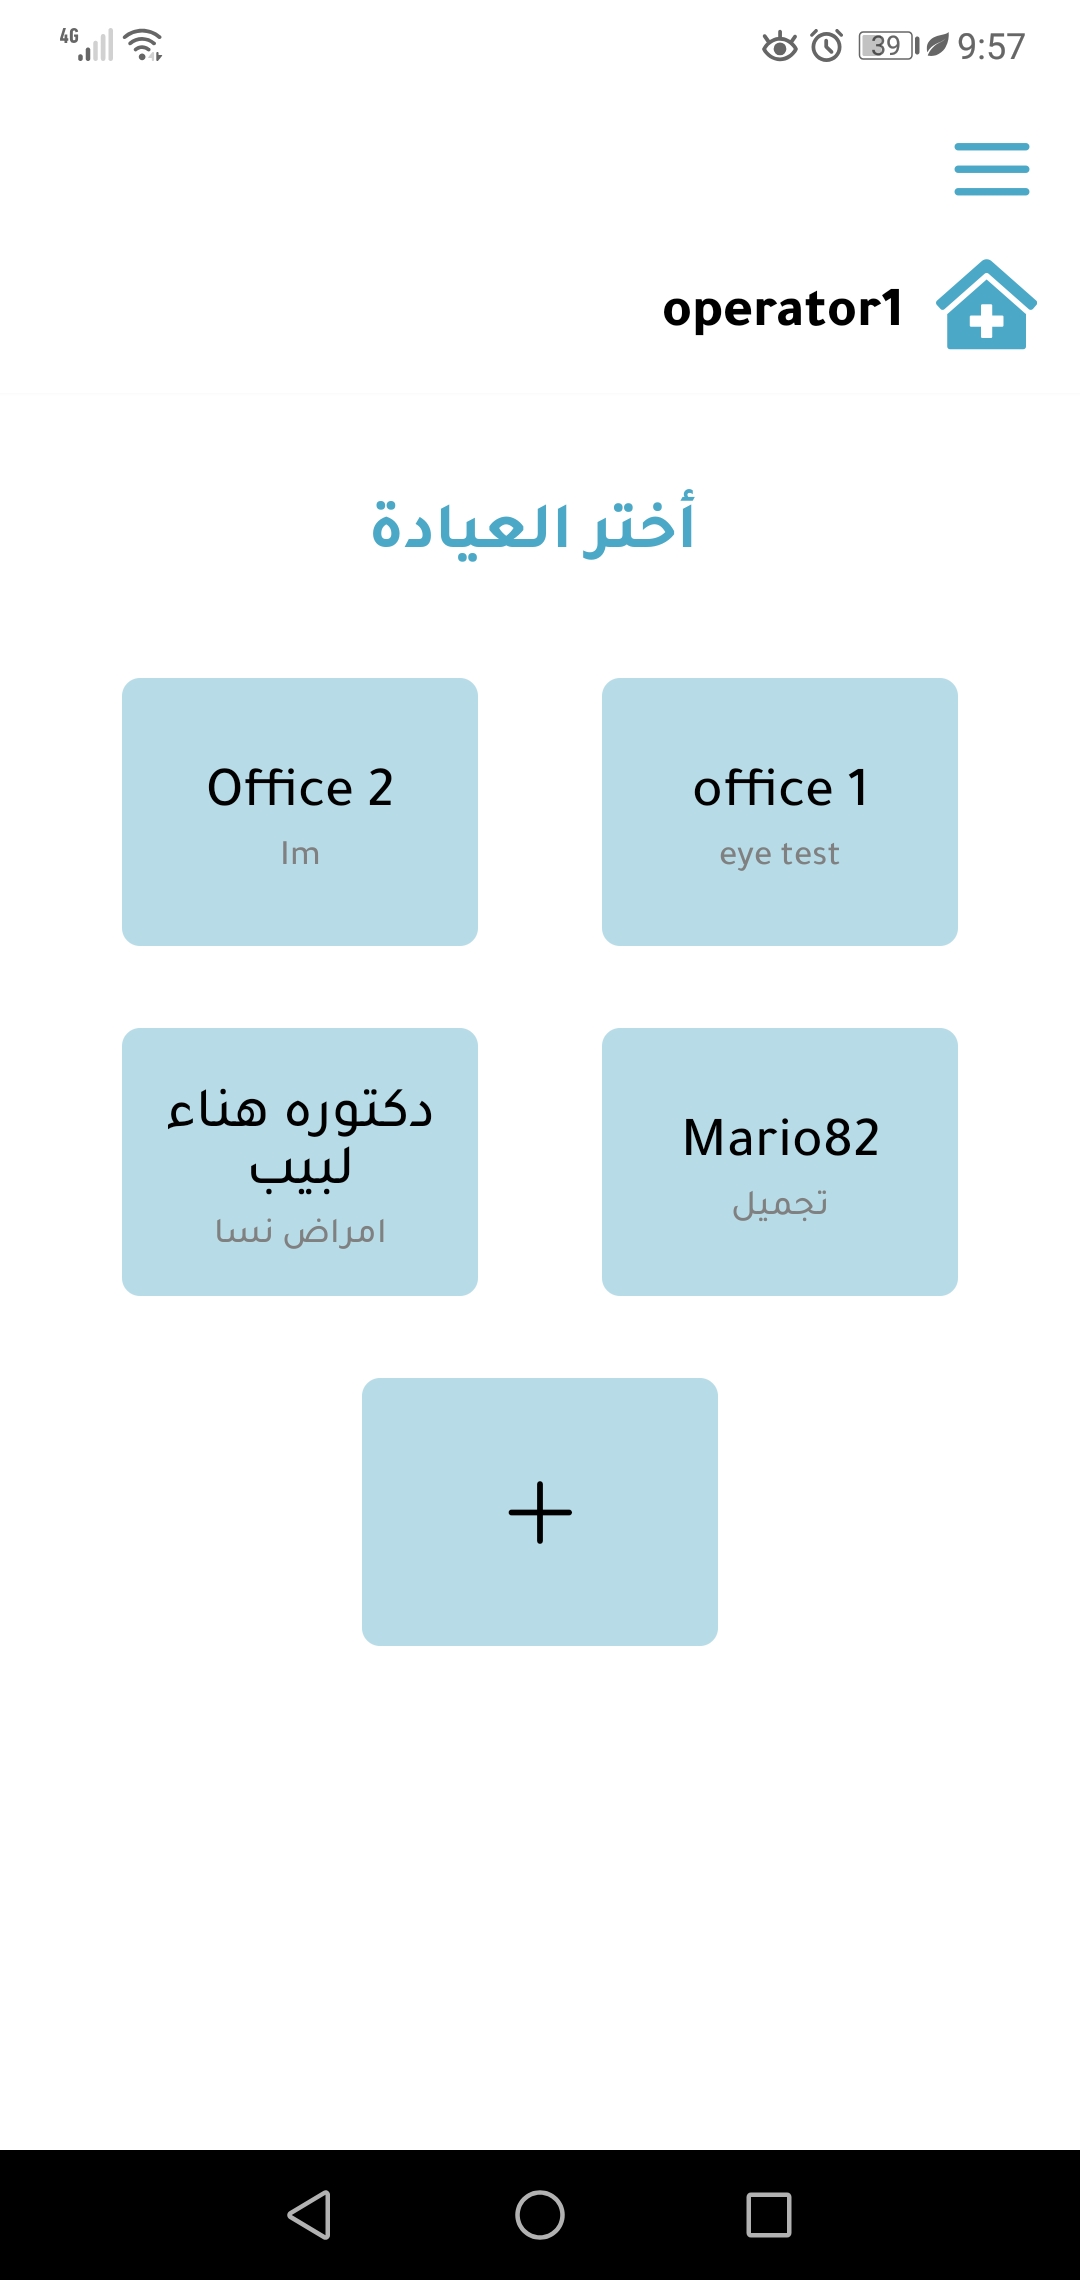 4G
39
9:57
operator1
أختر العيادة
office 1
eye test
Office 2
Im
Mario82
تجميل
دكتوره هناء
لبيب
امراض نسا